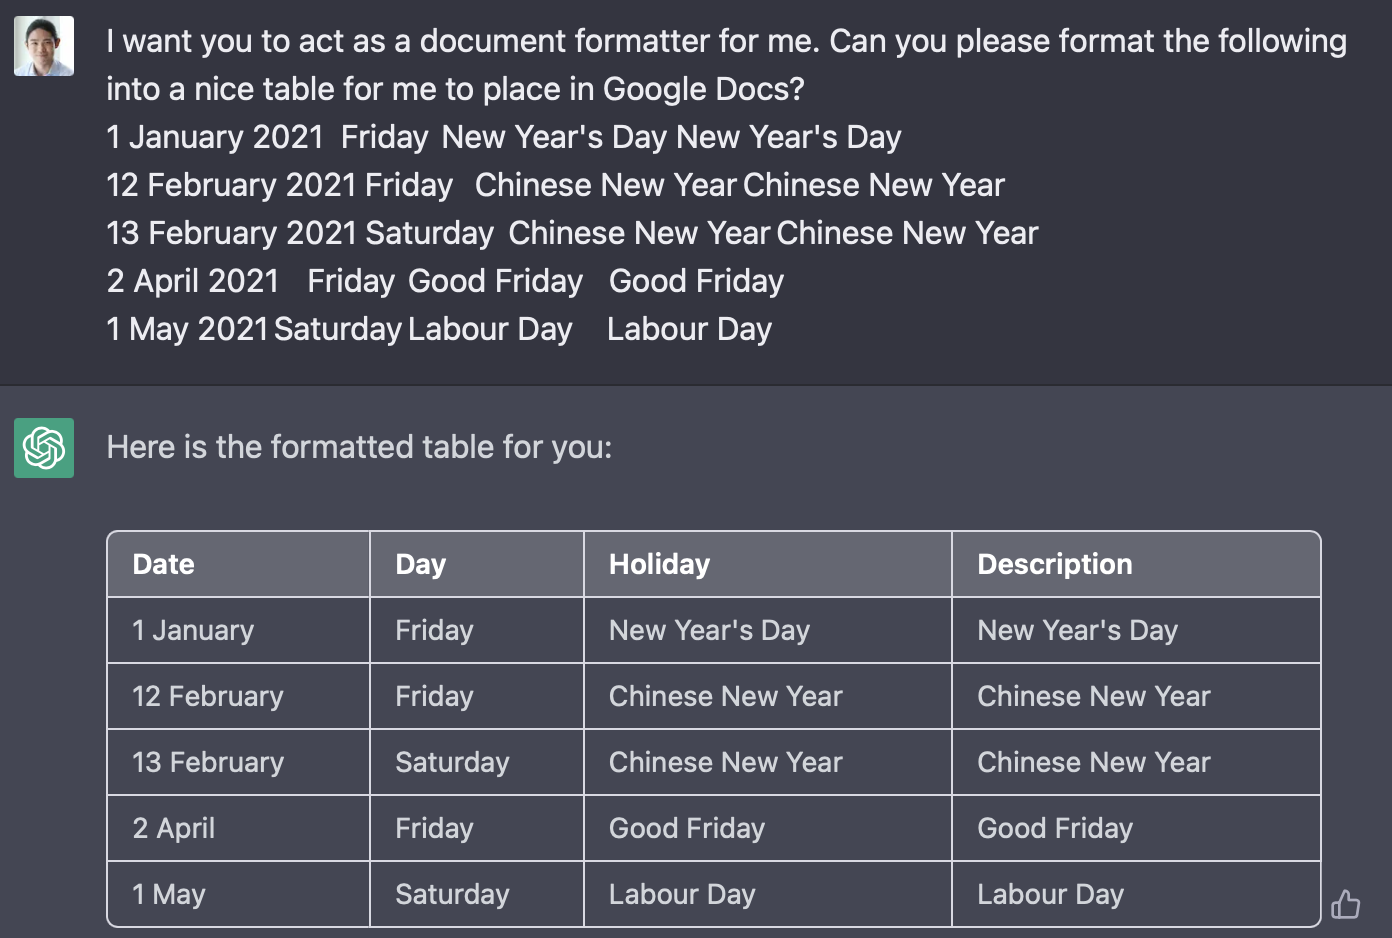 I want you to act as a document formatter for me. Can you please format the following
into a nice table for me to place in Google Docs?
1 January 2021 Friday New Year's Day New Year's Day
12 February 2021 Friday Chinese New Year Chinese New Year
13 February 2021 Saturday Chinese New Year Chinese New Year
2 April 2021 Friday Good Friday Good Friday
1 May 2021 Saturday Labour Day Labour Day
Here is the formatted table for you:
Date Day Holiday Description
1 January Friday New Year's Day New Year's Day
12 February Friday Chinese New Year Chinese New Year
13 February Saturday Chinese New Year Chinese New Year
2 April Friday Good Friday Good Friday
1 May Saturday Labour Day Labour Day